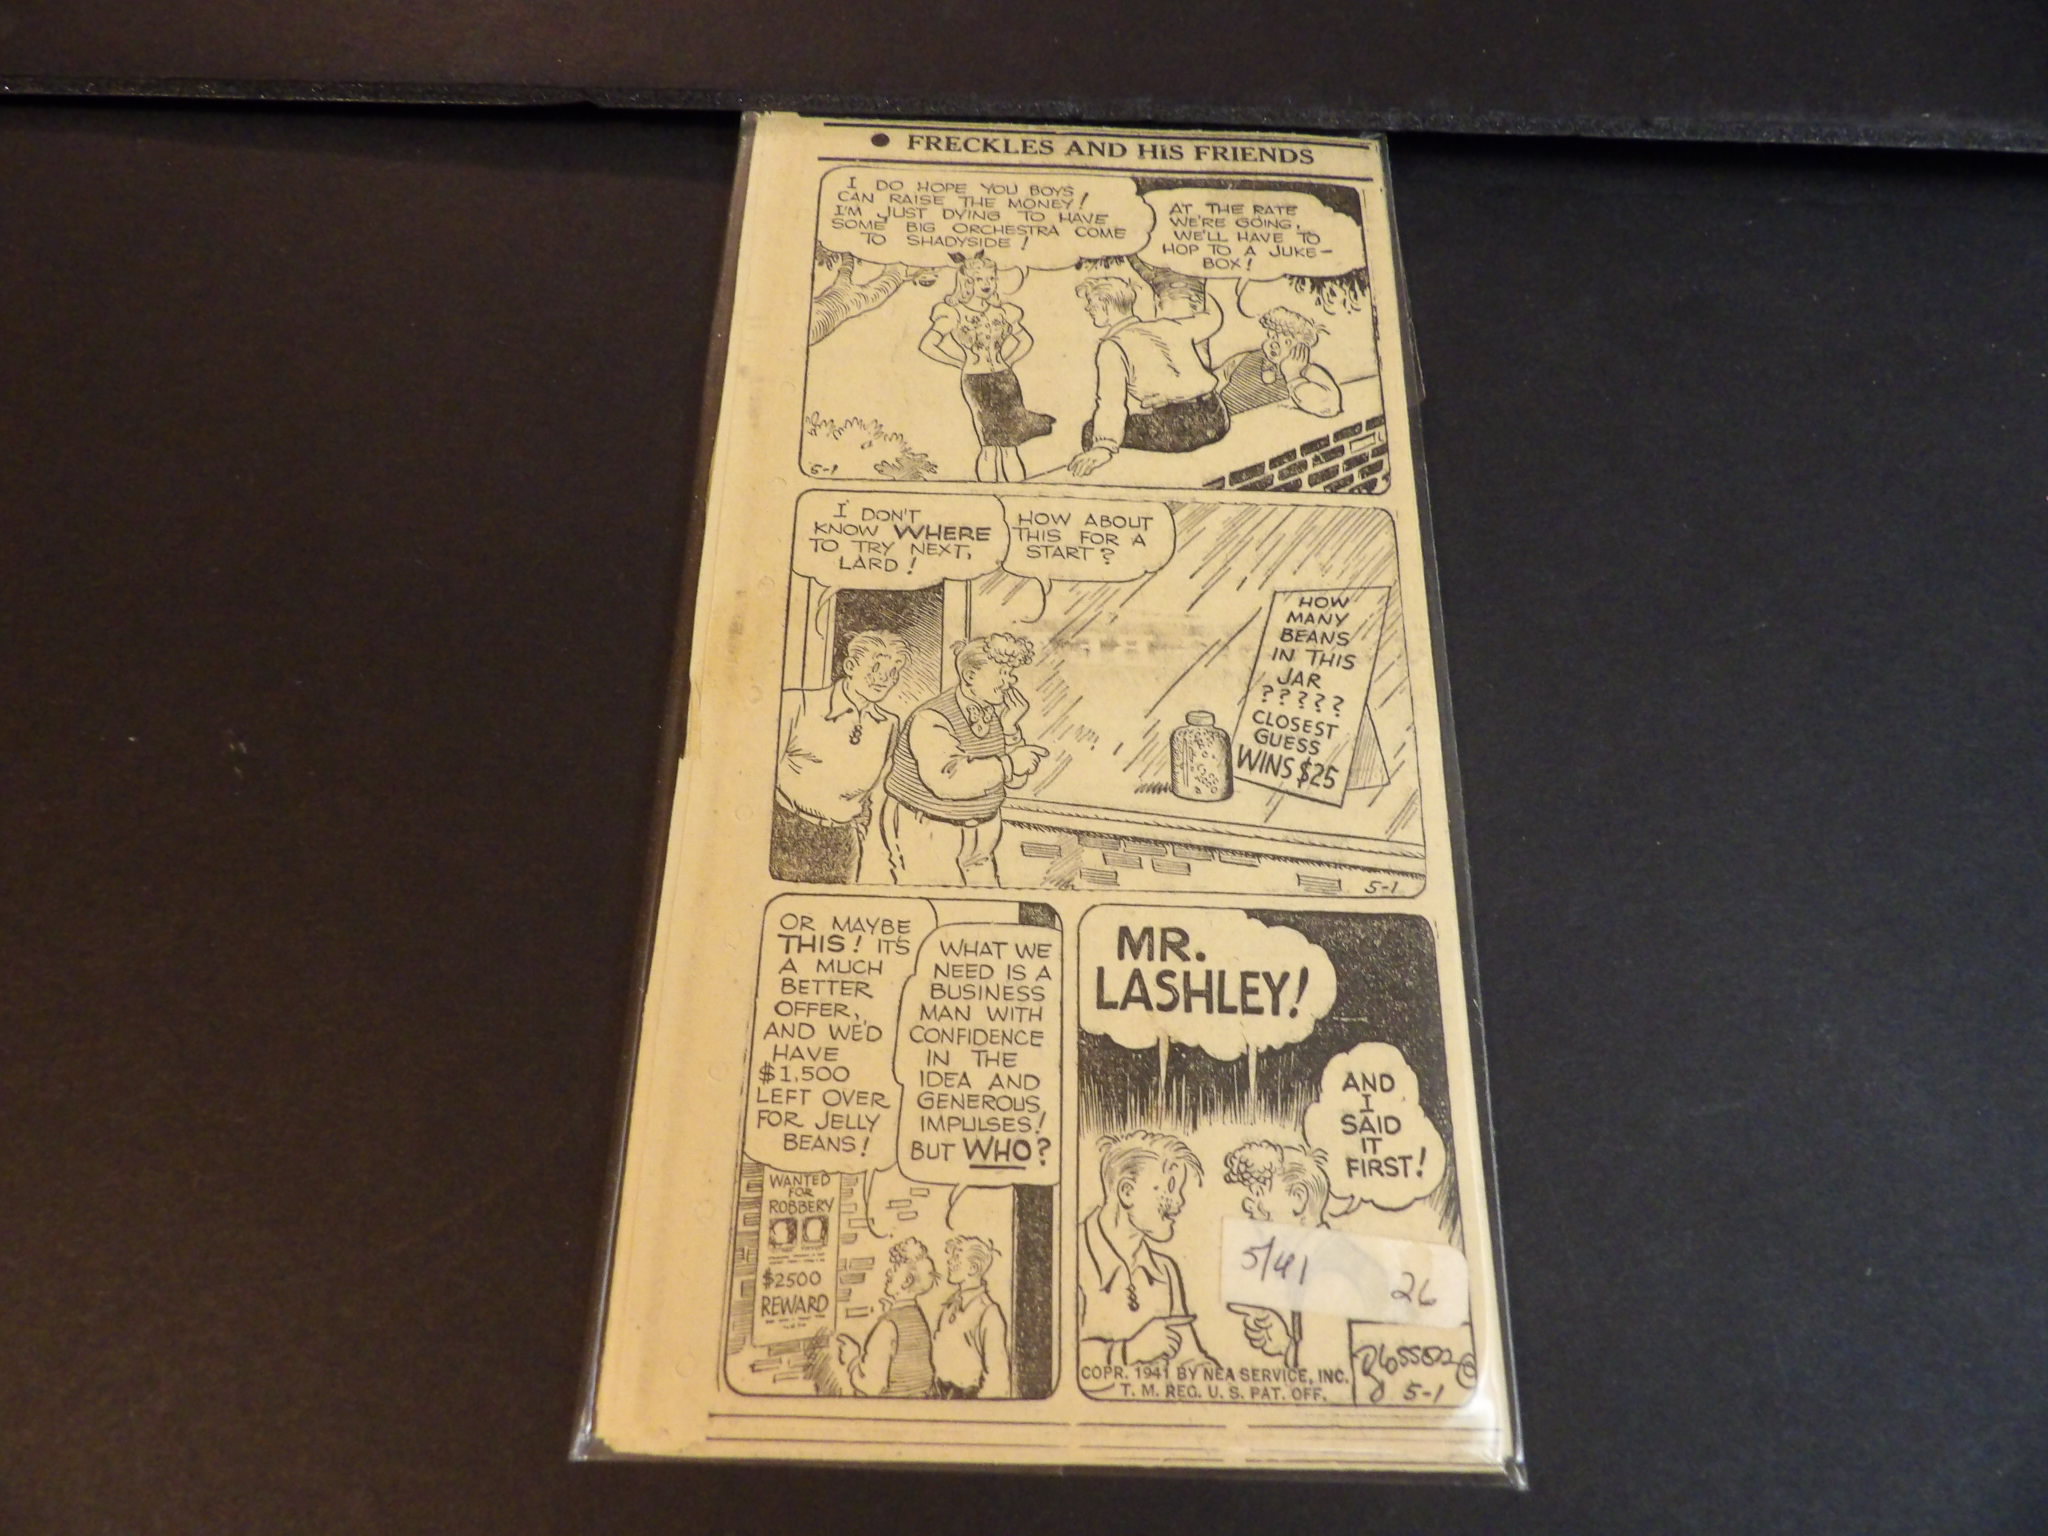 ● FRECKLES AND HIS FRIENDS
I DO HOPE YOU BOYS
CAN RAISE THE MONEY!
I'M JUST DYING TO HAVE
SOME BIG ORCHESTRA COME
TO SHADYSIDE!
AT THE RATE
WE'RE GOING,
WE'LL HAVE TO
HOP TO A JUKE-
BOX!
5-1
I DON'T
KNOW WHERE
TO TRY NEXT,
LARD!
HOW ABOUT
THIS FOR A
START?
HOW
MANY
BEANS
IN THIS
JAR
?????
CLOSEST
GUESS
WINS $25
5-1
OR MAYBE
THIS! IT'S
A MUCH
BETTER
OFFER,
AND WE'D
HAVE
$1,500
LEFT OVER
FOR JELLY
BEANS!
WHAT WE
NEED IS A
BUSINESS
MAN WITH
CONFIDENCE
IN THE
IDEA AND
GENEROUS
IMPULSES!
BUT WHO?
WANTED
FOR
ROBBERY
$2500
REWARD
MR.
LASHLEY!
AND
I
SAID
IT
FIRST!
5/41 26
COPR. 1941 BY NEA SERVICE, INC.
T. M. REG. U. S. PAT. OFF.
5-1